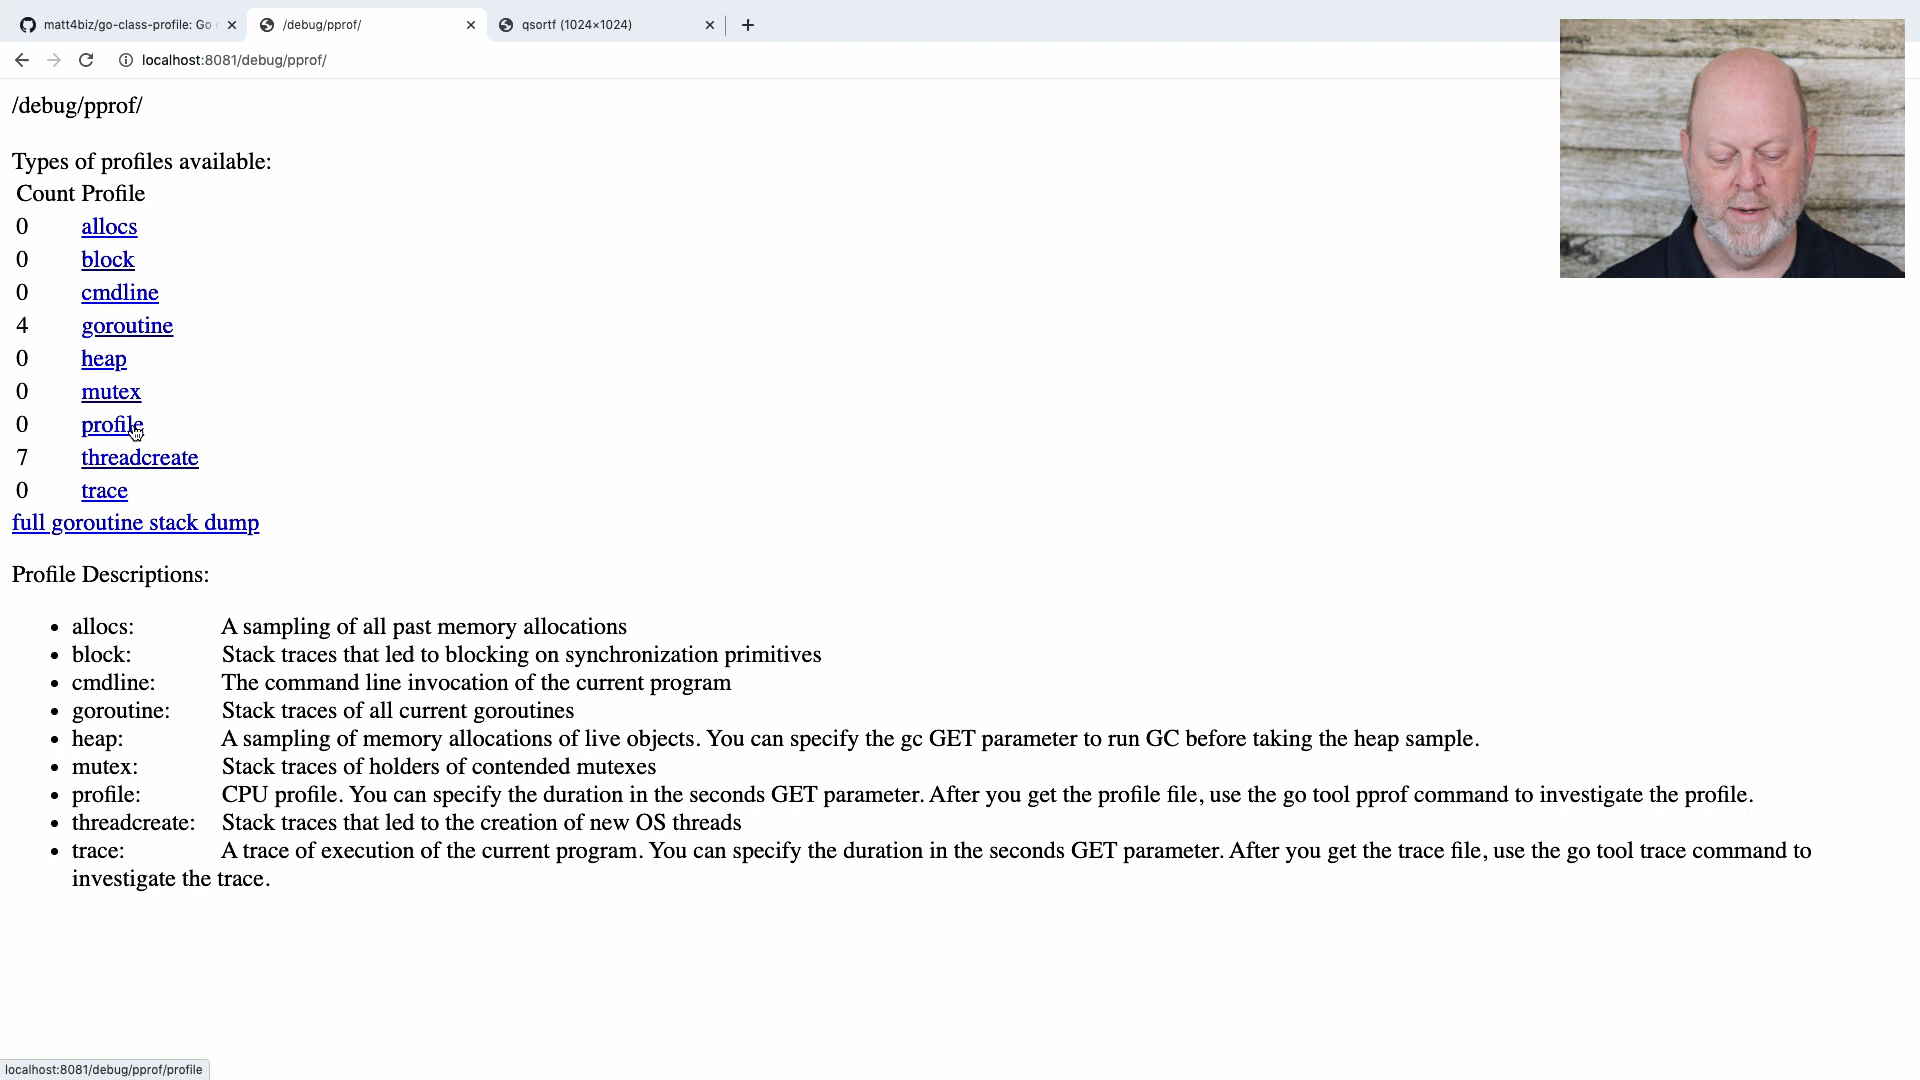 matt4biz/go-class-profile: Go
/debug/pprof/
qsortf (1024×1024)
localhost:8081/debug/pprof/
/debug/pprof/
Types of profiles available:
Count Profile
0 allocs
0 block
0 cmdline
4 goroutine
0 heap
0 mutex
0 profile
7 threadcreate
0 trace
full goroutine stack dump
Profile Descriptions:
• allocs: A sampling of all past memory allocations
• block: Stack traces that led to blocking on synchronization primitives
• cmdline: The command line invocation of the current program
• goroutine: Stack traces of all current goroutines
• heap: A sampling of memory allocations of live objects. You can specify the gc GET parameter to run GC before taking the heap sample.
• mutex: Stack traces of holders of contended mutexes
• profile: CPU profile. You can specify the duration in the seconds GET parameter. After you get the profile file, use the go tool pprof command to investigate the profile.
• threadcreate: Stack traces that led to the creation of new OS threads
• trace: A trace of execution of the current program. You can specify the duration in the seconds GET parameter. After you get the trace file, use the go tool trace command to
investigate the trace.
localhost:8081/debug/pprof/profile